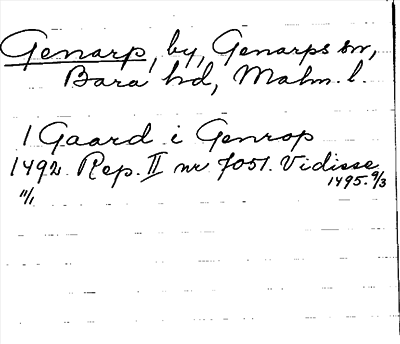 Genarp, by, Genarps sn,
Bara hd, Malm. l.
1 Gaard i Genrop
1492. Rep. II nr 7051. Vidisse
11/1 1495. 9/3